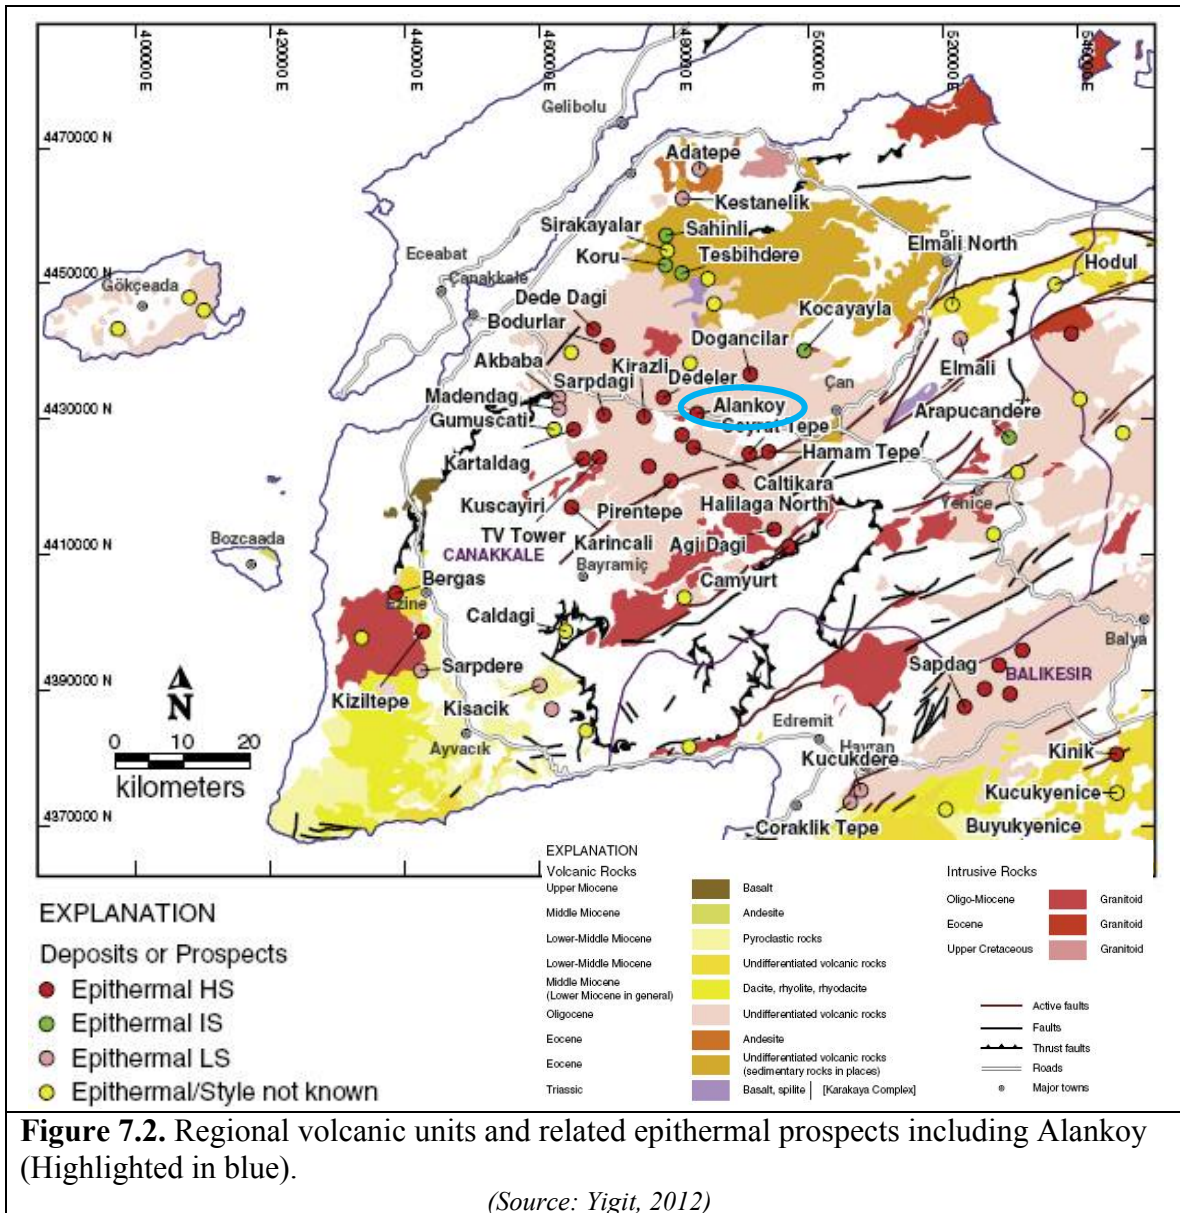 400000 E
420000 E
440000 E
460000 E
480000 E
500000 E
520000 E
540000 E
4470000 N
4450000 N
4430000 N
4410000 N
4390000 N
4370000 N
Gelibolu
Adatepe
Kestanelik
Sirakayalar
Sahinli
Elmali North
Eceabat
Koru
Tesbihdere
Hodul
Gökçeada
Çanakkale
Dede Dagi
Kocayayla
Bodurlar
Dogancilar
Akbaba
Kirazli
Sarpdagi
Dedeler
Çan
Elmali
Madendag
Alankoy
Arapucandere
Gumuscati
Seyrat Tepe
Hamam Tepe
Kartaldag
Caltikara
Kuscayiri
Halilaga North
Yenice
Pirentepe
TV Tower
Karincali
Agi Dagi
Bozcaada
CANAKKALE
Bayramiç
Bergas
Camyurt
Ezine
Caldagi
Balya
Sarpdere
Sapdag
BALIKESIR
Kiziltepe
Kisacik
Edremit
Ayvacık
Havran
Kinik
Kucukdere
Kucukyenice
Coraklik Tepe
Buyukyenice
N
0 10 20
kilometers
EXPLANATION
Deposits or Prospects
Epithermal HS
Epithermal IS
Epithermal LS
Epithermal/Style not known
EXPLANATION
Volcanic Rocks
Upper Miocene Basalt
Middle Miocene Andesite
Lower-Middle Miocene Pyroclastic rocks
Lower-Middle Miocene Undifferentiated volcanic rocks
Middle Miocene
(Lower Miocene in general) Dacite, rhyolite, rhyodacite
Oligocene Undifferentiated volcanic rocks
Eocene Andesite
Eocene Undifferentiated volcanic rocks
(sedimentary rocks in places)
Triassic Basalt, spilite | [Karakaya Complex]
Intrusive Rocks
Oligo-Miocene Granitoid
Eocene Granitoid
Upper Cretaceous Granitoid
Active faults
Faults
Thrust faults
Roads
Major towns
Figure 7.2. Regional volcanic units and related epithermal prospects including Alankoy
(Highlighted in blue).
(Source: Yigit, 2012)